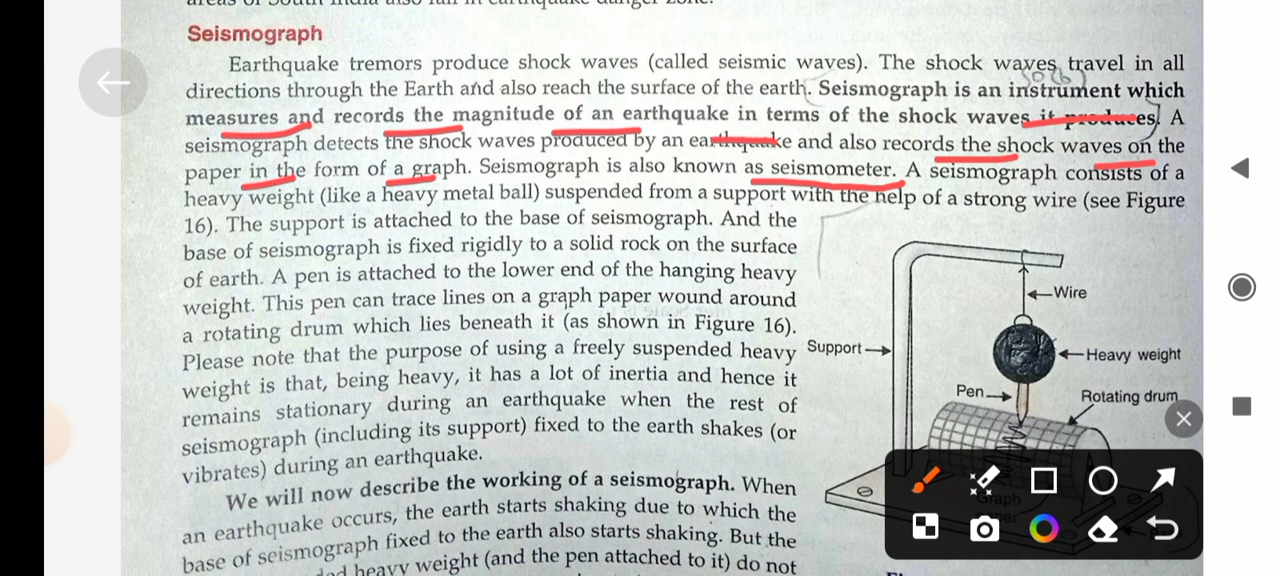 Seismograph
Earthquake tremors produce shock waves (called seismic waves). The shock waves travel in all
directions through the Earth and also reach the surface of the earth. Seismograph is an instrument which
measures and records the magnitude of an earthquake in terms of the shock waves it produces. A
seismograph detects the shock waves produced by an earthquake and also records the shock waves on the
paper in the form of a graph. Seismograph is also known as seismometer. A seismograph consists of a
heavy weight (like a heavy metal ball) suspended from a support with the help of a strong wire (see Figure
16). The support is attached to the base of seismograph. And the
base of seismograph is fixed rigidly to a solid rock on the surface
of earth. A pen is attached to the lower end of the hanging heavy
weight. This pen can trace lines on a graph paper wound around
a rotating drum which lies beneath it (as shown in Figure 16).
Please note that the purpose of using a freely suspended heavy
weight is that, being heavy, it has a lot of inertia and hence it
remains stationary during an earthquake when the rest of
seismograph (including its support) fixed to the earth shakes (or
vibrates) during an earthquake.
We will now describe the working of a seismograph. When
an earthquake occurs, the earth starts shaking due to which the
base of seismograph fixed to the earth also starts shaking. But the
heavy weight (and the pen attached to it) do not
Wire
Support
Heavy weight
Pen
Rotating drum
Graph